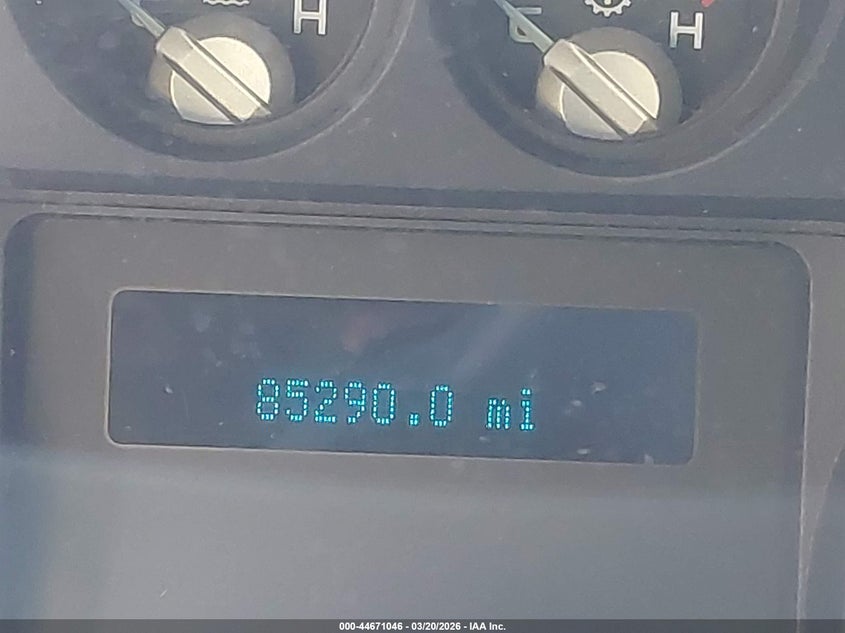 H
C H
85290.0 mi
000-44671046 - 03/20/2026 - IAA Inc.